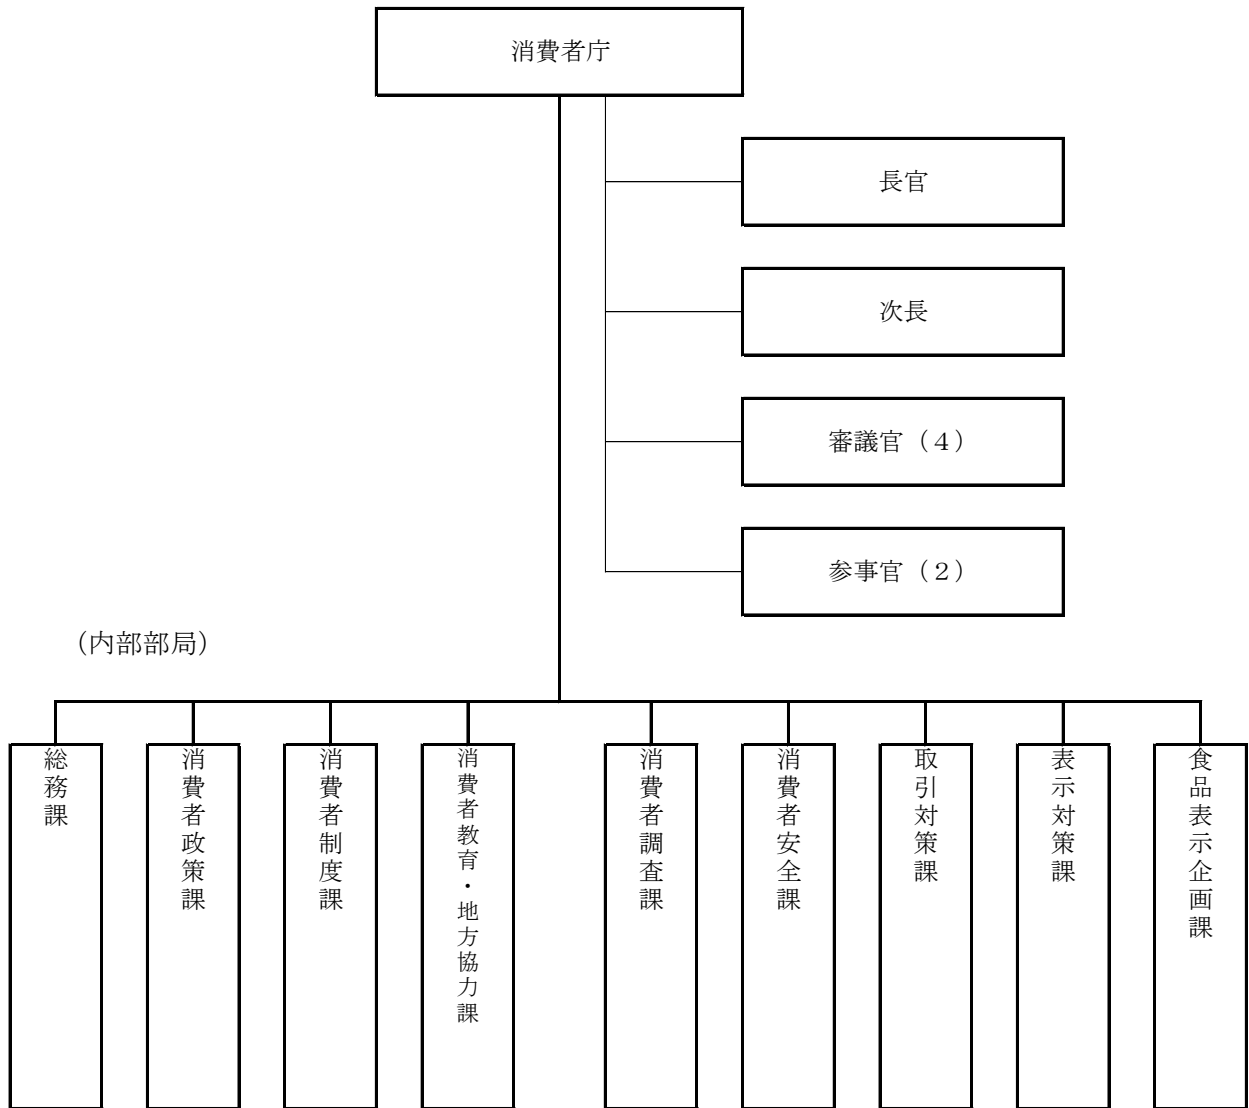 消費者庁
長官
次長
審議官（４）
参事官（２）
（内部部局）
総務課
消費者政策課
消費者制度課
消費者教育・地方協力課
消費者調査課
消費者安全課
取引対策課
表示対策課
食品表示企画課